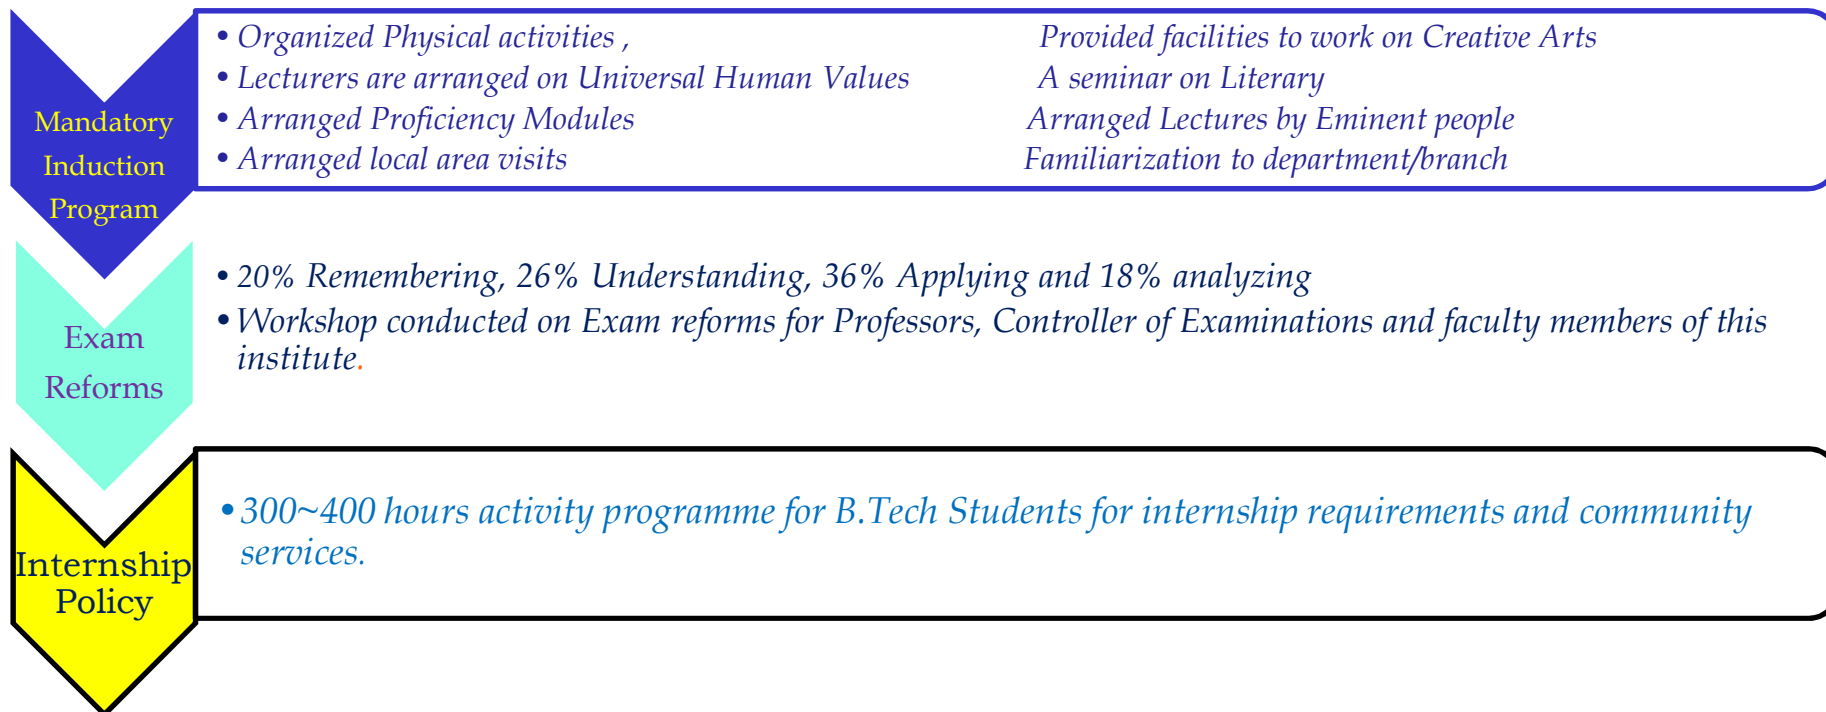 Mandatory
Induction
Program
• Organized Physical activities , Provided facilities to work on Creative Arts
• Lecturers are arranged on Universal Human Values A seminar on Literary
• Arranged Proficiency Modules Arranged Lectures by Eminent people
• Arranged local area visits Familiarization to department/branch
Exam
Reforms
• 20% Remembering, 26% Understanding, 36% Applying and 18% analyzing
• Workshop conducted on Exam reforms for Professors, Controller of Examinations and faculty members of this
institute.
Internship
Policy
• 300~400 hours activity programme for B.Tech Students for internship requirements and community
services.